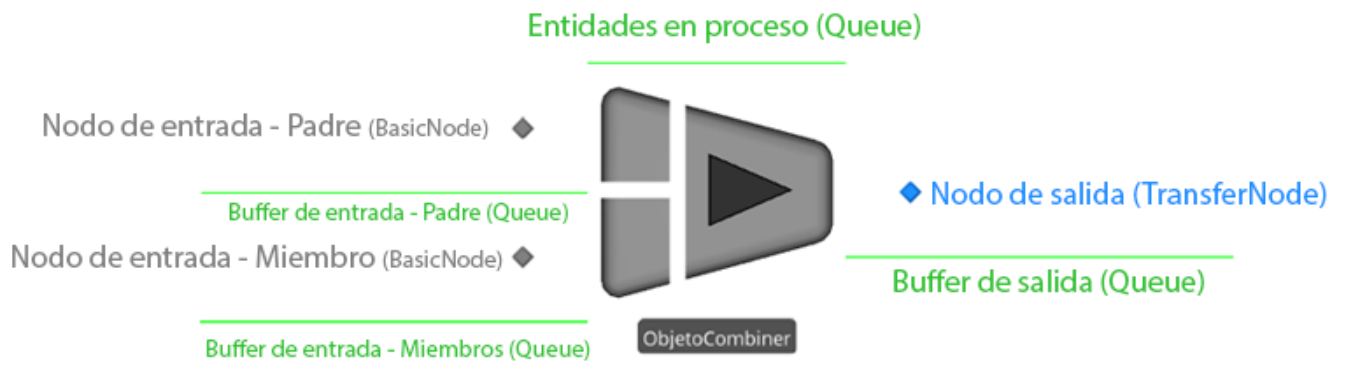 Entidades en proceso (Queue)
Nodo de entrada - Padre (BasicNode)
Nodo de salida (TransferNode)
Buffer de entrada - Padre (Queue)
Nodo de entrada - Miembro (BasicNode)
Buffer de salida (Queue)
ObjetoCombiner
Buffer de entrada - Miembros (Queue)